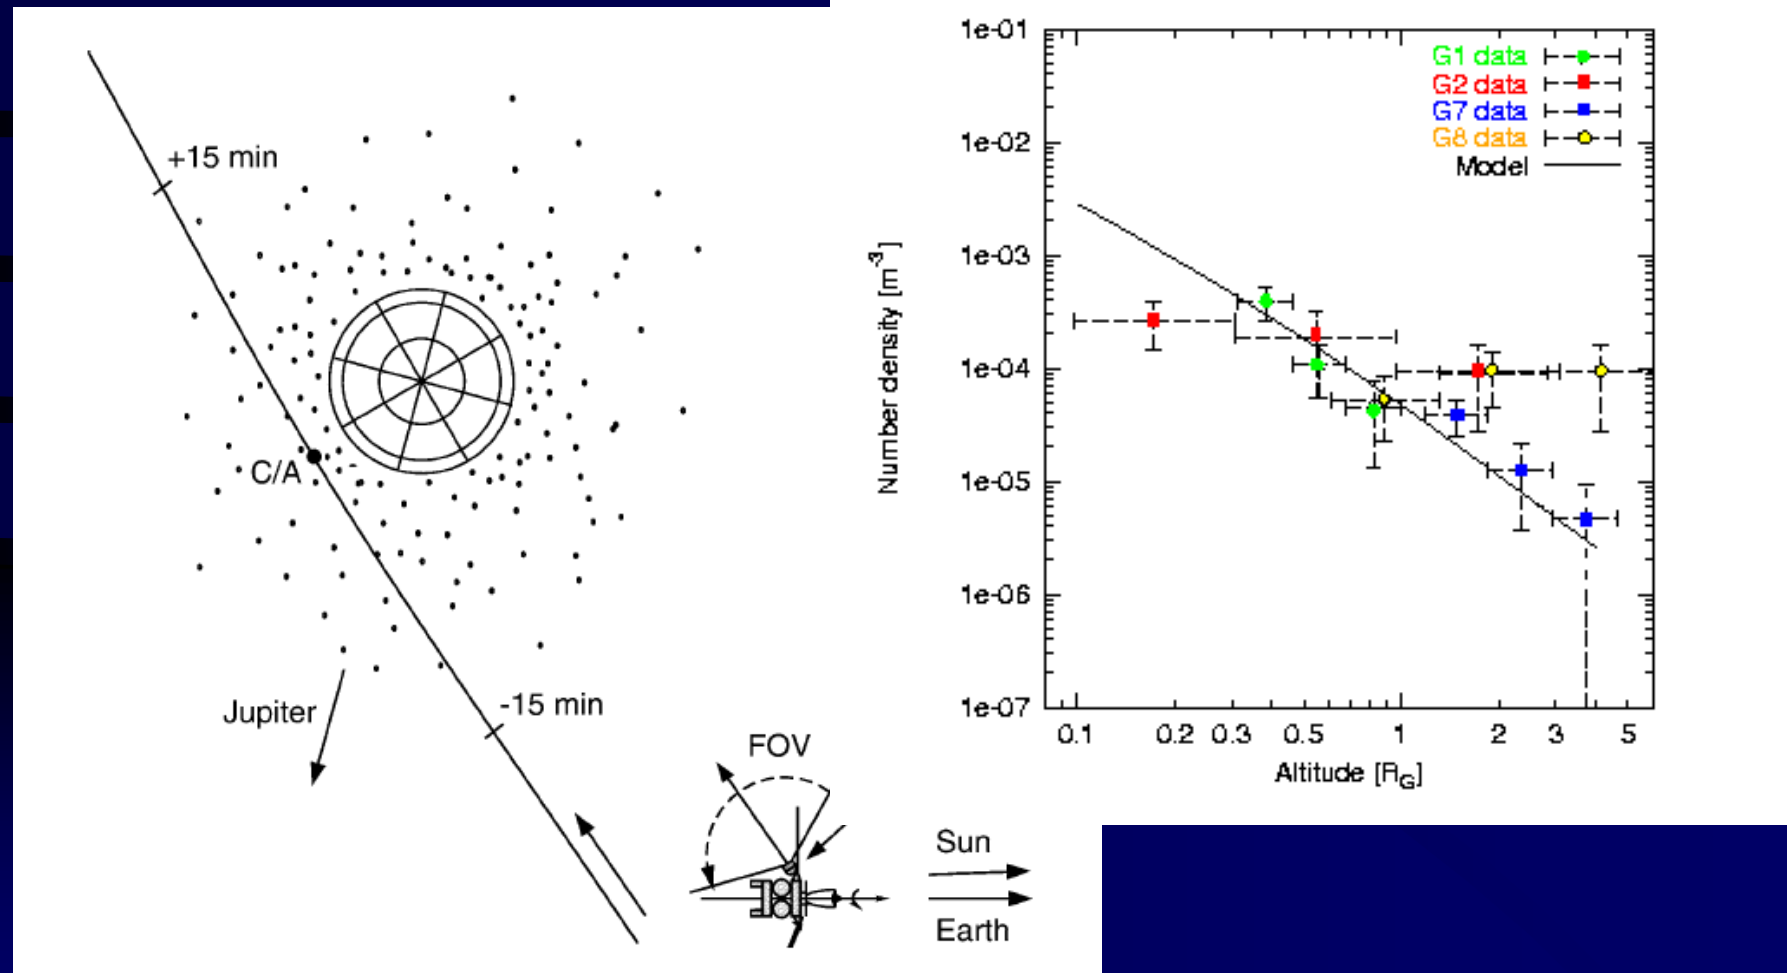 +15 min
C/A
Jupiter
-15 min
FOV
Sun
Earth
1e-01
1e-02
1e-03
1e-04
1e-05
1e-06
1e-07
Number density [m⁻³]
G1 data
G2 data
G7 data
G8 data
Model
0.1 0.2 0.3 0.5 1 2 3 5
Altitude [R_G]